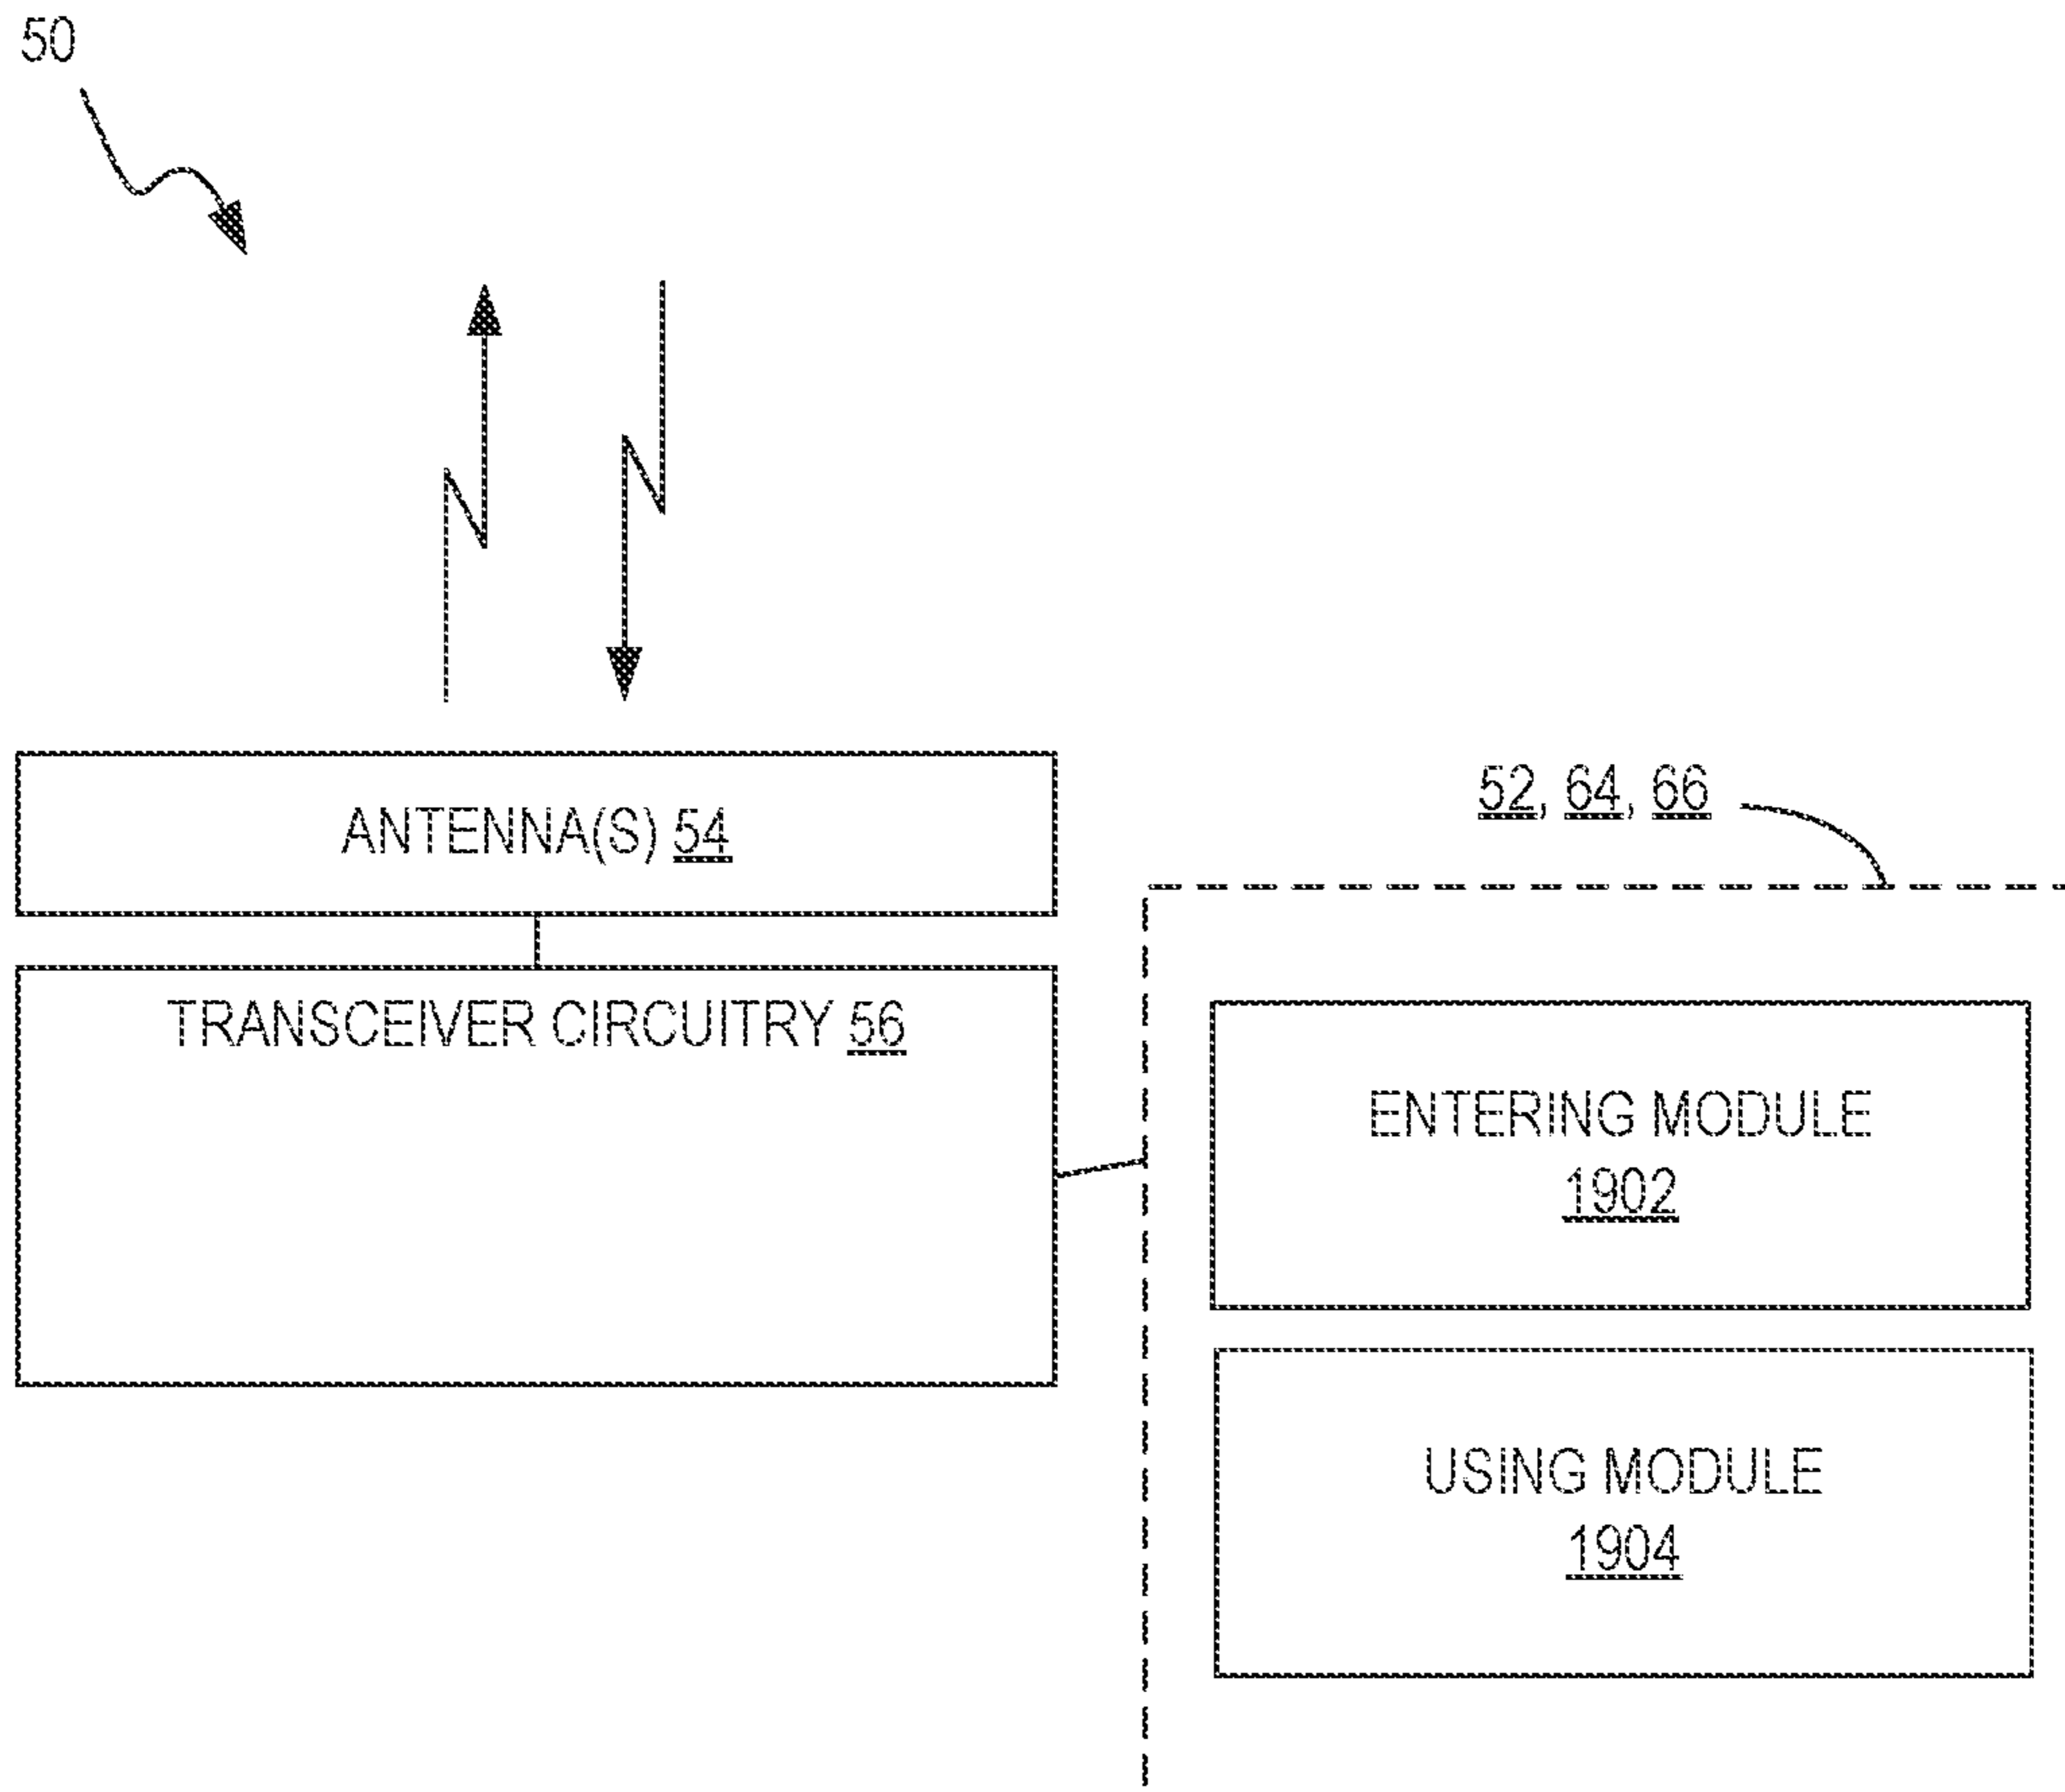 50
ANTENNA(S) 54
52, 64, 66
TRANSCEIVER CIRCUITRY 56
ENTERING MODULE
1902
USING MODULE
1904